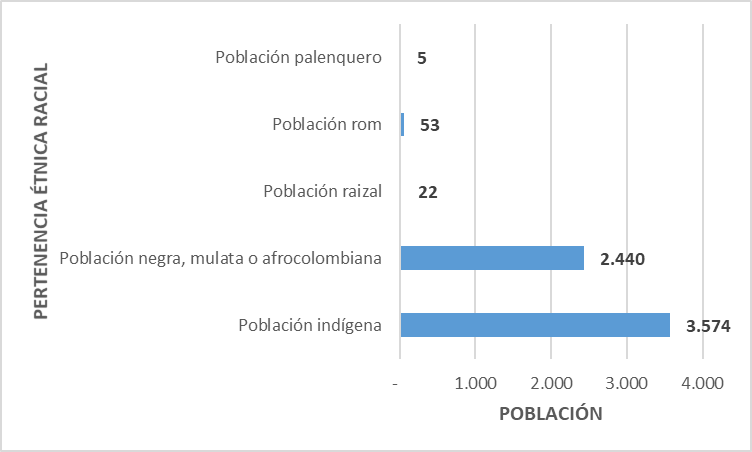 PERTENENCIA ÉTNICA RACIAL
Población palenquero 5
Población rom 53
Población raizal 22
Población negra, mulata o afrocolombiana 2.440
Población indígena 3.574
- 1.000 2.000 3.000 4.000
POBLACIÓN